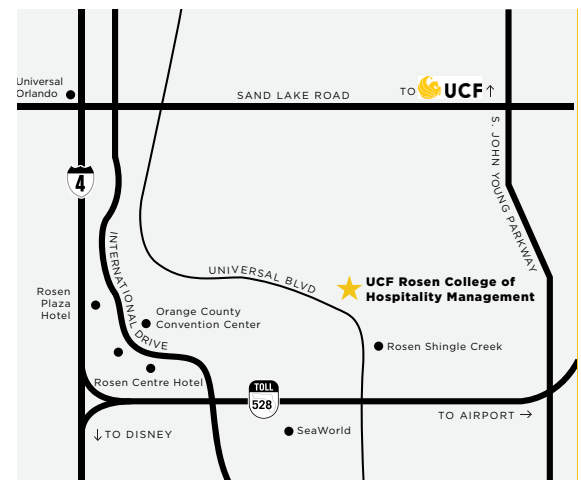 Universal
Orlando
SAND LAKE ROAD
TO UCF ↑
S. JOHN YOUNG PARKWAY
4
INTERNATIONAL DRIVE
UNIVERSAL BLVD
UCF Rosen College of
Hospitality Management
Rosen
Plaza
Hotel
Orange County
Convention Center
Rosen Shingle Creek
Rosen Centre Hotel
TOLL
528
TO AIRPORT →
↓TO DISNEY
SeaWorld